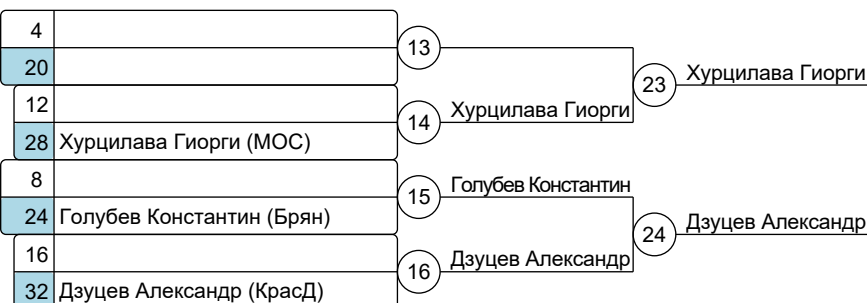 4
20
13
12
28 Хурцилава Гиорги (МОС)
14
Хурцилава Гиорги
23
Хурцилава Гиорги
8
24 Голубев Константин (Брян)
15
Голубев Константин
16
32 Дзуцев Александр (КрасД)
16
Дзуцев Александр
24
Дзуцев Александр